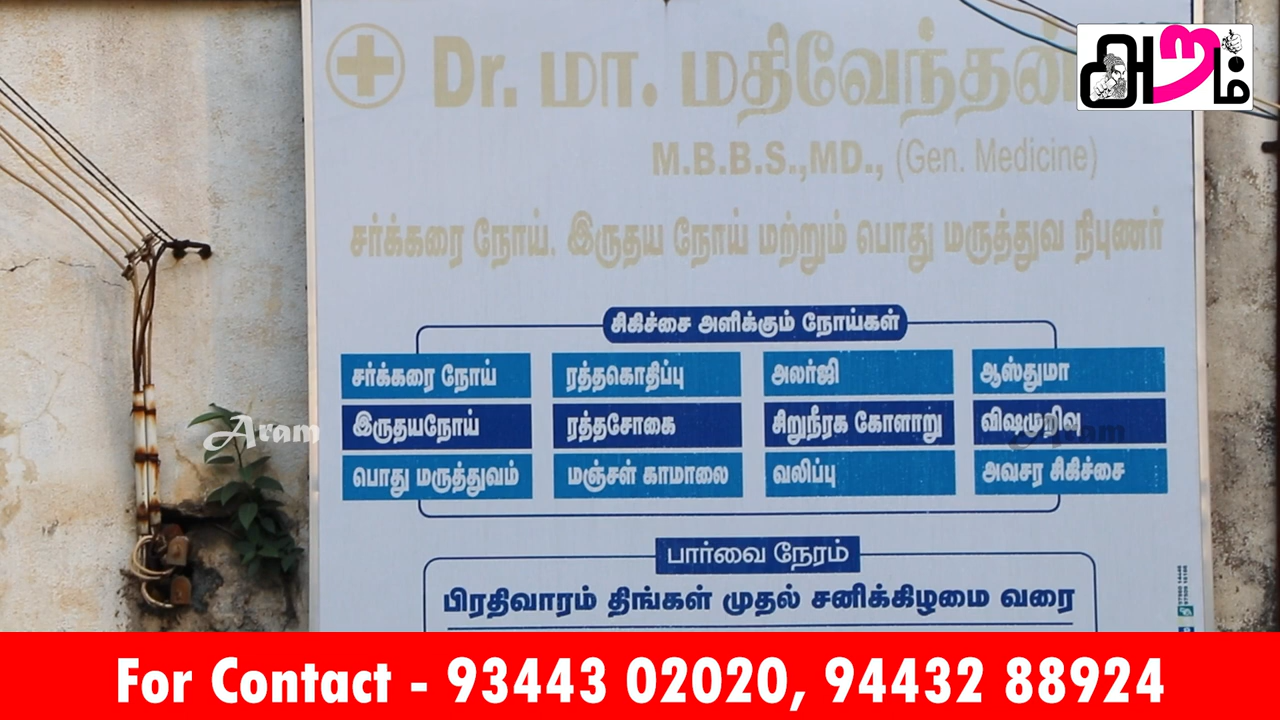 Dr. மா. மதிவேந்தன்
அறம்
M.B.B.S.,MD., (Gen. Medicine)
சர்க்கரை நோய். இருதய நோய் மற்றும் பொது மருத்துவ நிபுணர்
சிகிச்சை அளிக்கும் நோய்கள்
சர்க்கரை நோய் ரத்தகொதிப்பு அலர்ஜி ஆஸ்துமா
இருதயநோய் ரத்தசோகை சிறுநீரக கோளாறு விஷமுறிவு
Aram Aram
பொது மருத்துவம் மஞ்சள் காமாலை வலிப்பு அவசர சிகிச்சை
பார்வை நேரம்
பிரதிவாரம் திங்கள் முதல் சனிக்கிழமை வரை
For Contact - 93443 02020, 94432 88924